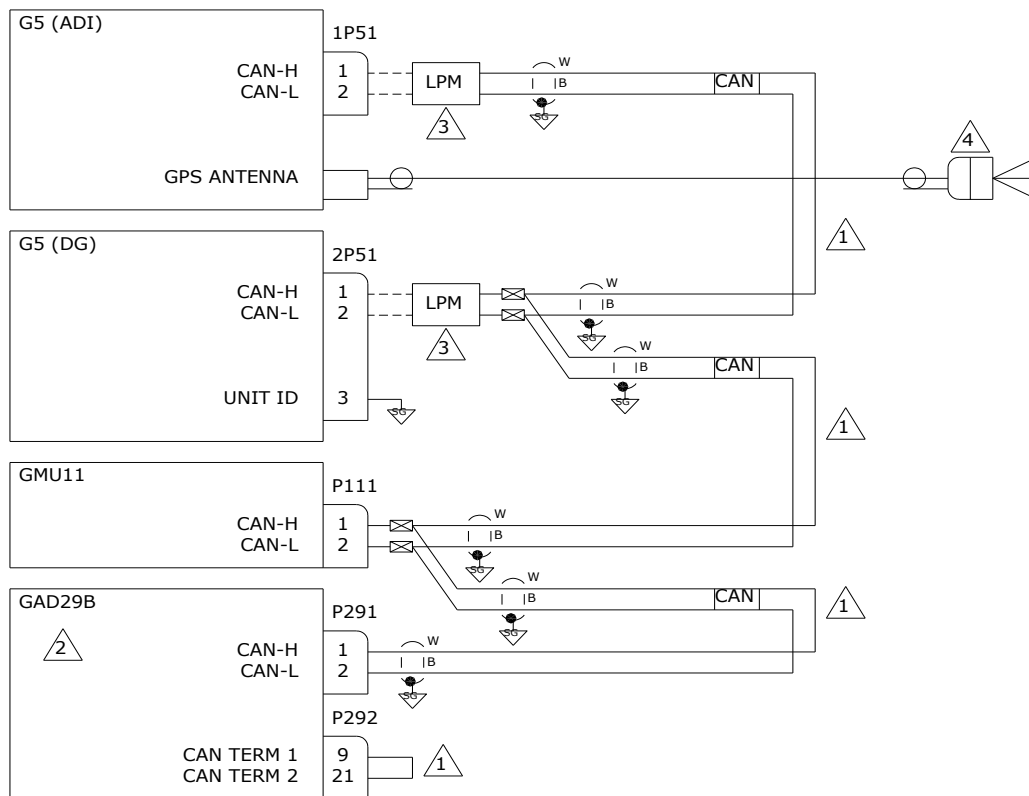 G5 (ADI)
1P51
CAN-H 1 LPM W CAN
CAN-L 2 B
SG
3
4
GPS ANTENNA
1
G5 (DG)
2P51
CAN-H 1 LPM W
CAN-L 2 B
SG
3
W CAN
B
SG
UNIT ID 3
SG
1
GMU11
P111
CAN-H 1 W
CAN-L 2 B
SG
W CAN
B
SG
1
GAD29B
P291
2
CAN-H 1 W
CAN-L 2 B
SG
P292
CAN TERM 1 9
CAN TERM 2 21
1